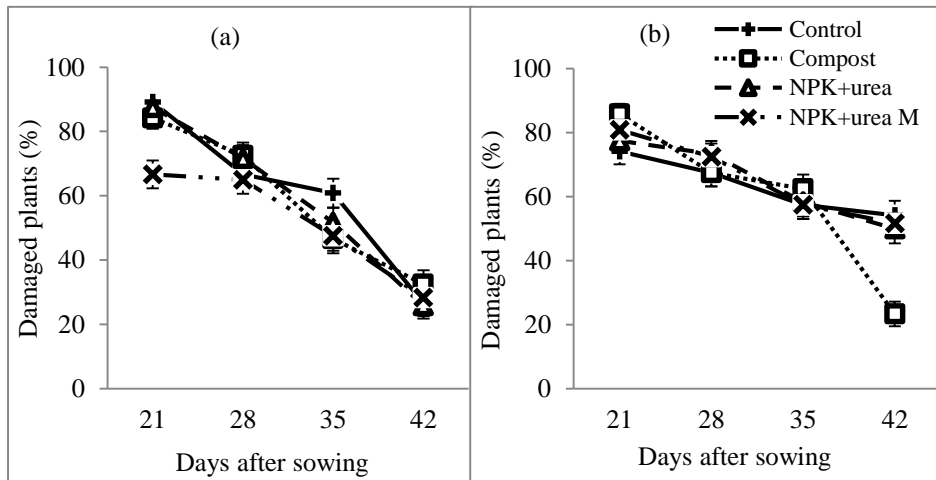 (a)
Damaged plants (%)
100
80
60
40
20
0
21 28 35 42
Days after sowing
(b)
Control
Compost
NPK+urea
NPK+urea M
Damaged plants (%)
100
80
60
40
20
0
21 28 35 42
Days after sowing